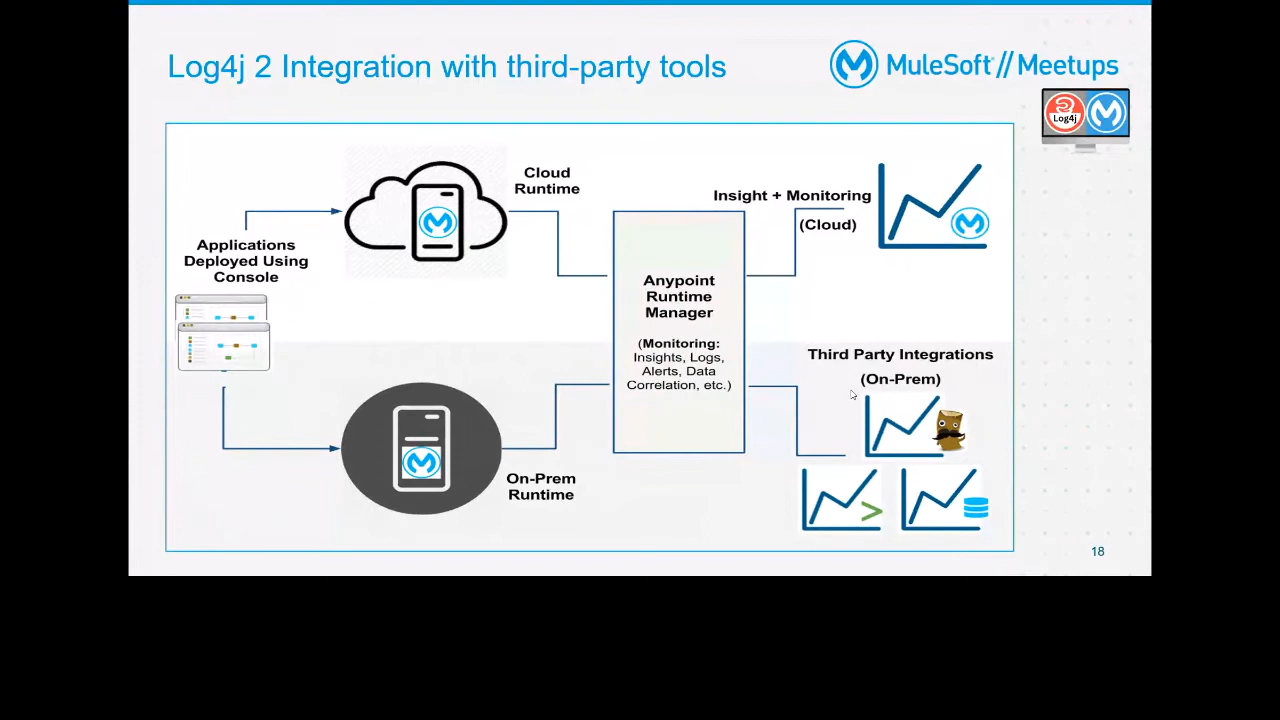 Log4j 2 Integration with third-party tools
MuleSoft // Meetups
Log4j
Cloud
Runtime
Insight + Monitoring
(Cloud)
Applications
Deployed Using
Console
Anypoint
Runtime
Manager
(Monitoring:
Insights, Logs,
Alerts, Data
Correlation, etc.)
Third Party Integrations
(On-Prem)
On-Prem
Runtime
18